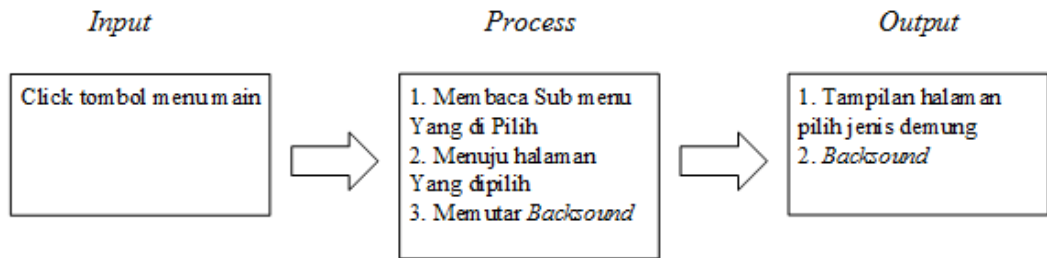 Input
Process
Output
Click tombol menu main
1. Membaca Sub menu
Yang di Pilih
2. Menuju halaman
Yang dipilih
3. Memutar Backsound
1. Tampilan halaman
pilih jenis demung
2. Backsound